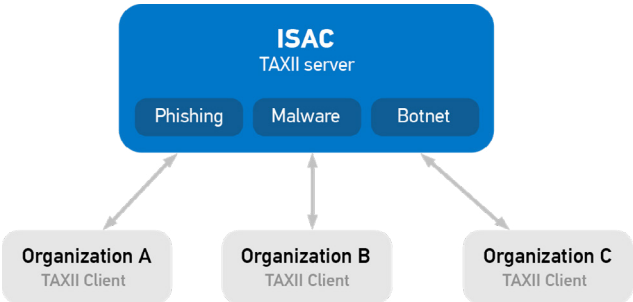 ISAC
TAXII server
Phishing Malware Botnet
Organization A Organization B Organization C
TAXII Client TAXII Client TAXII Client